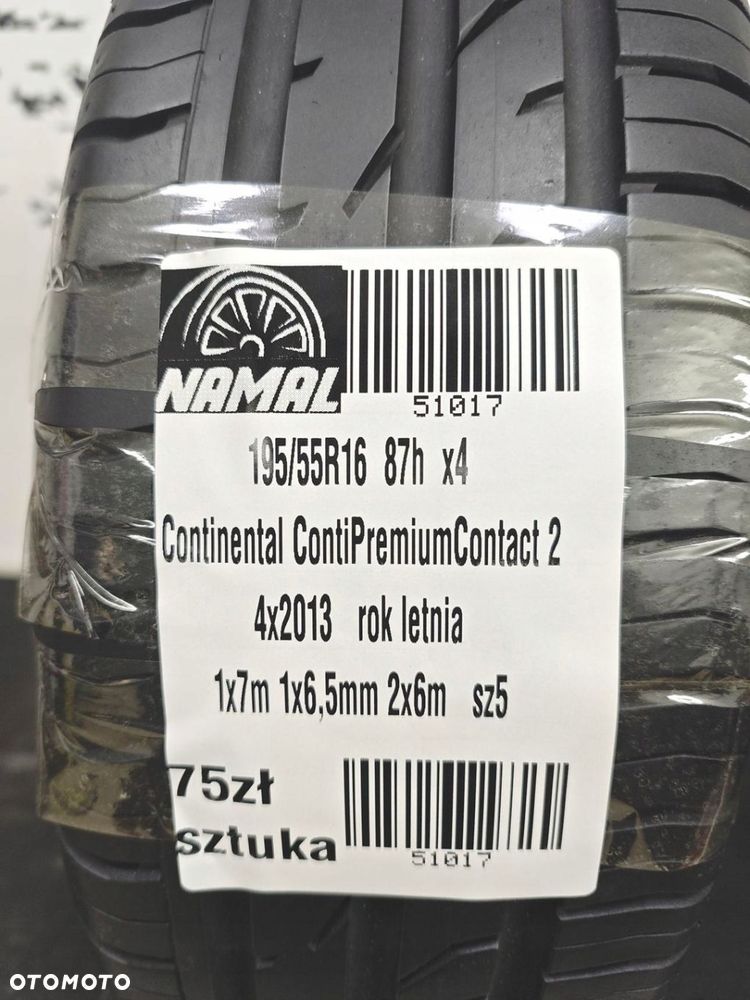 NAMAL
51017
195/55R16 87h x4
Continental ContiPremiumContact 2
4x2013 rok letnia
1x7m 1x6,5mm 2x6m sz5
75zł
sztuka
51017
OTOMOTO